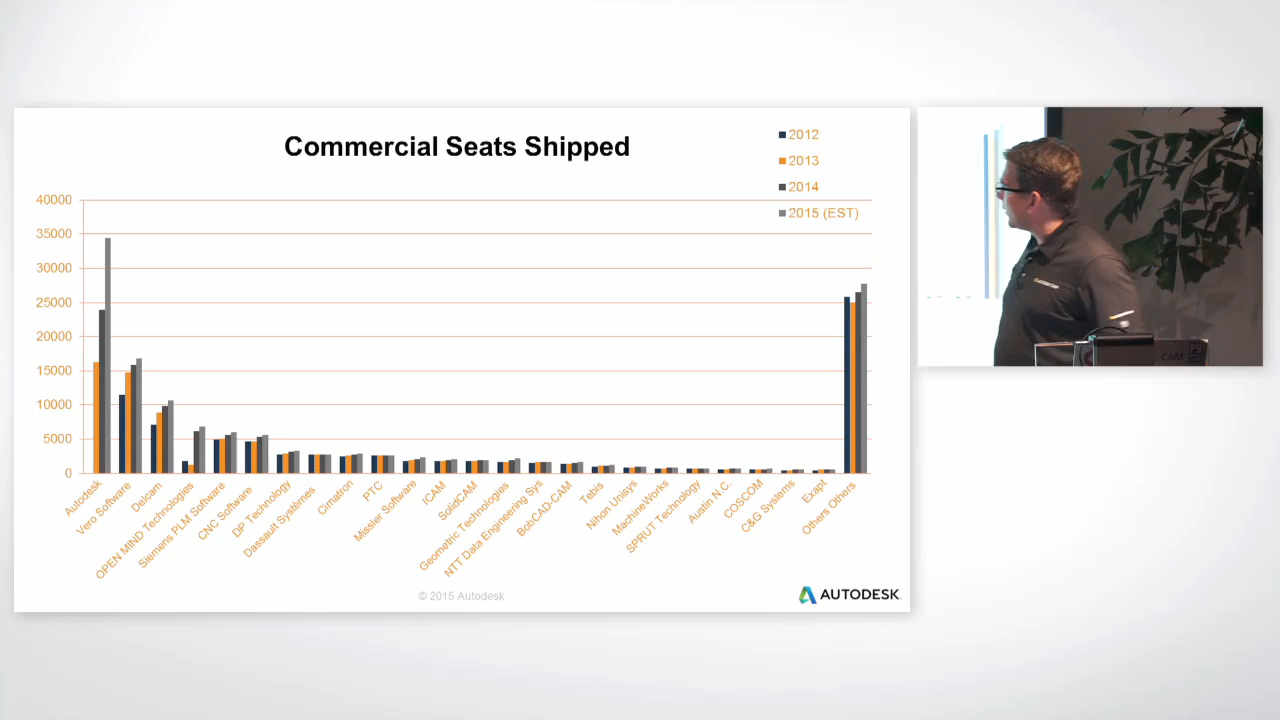 Commercial Seats Shipped
2012
2013
2014
2015 (EST)
40000
35000
30000
25000
20000
15000
10000
5000
0
Autodesk
Vero Software
Delcam
OPEN MIND Technologies
Siemens PLM Software
CNC Software
DP Technology
Dassault Systèmes
Cimatron
PTC
Missler Software
ICAM
SolidCAM
Geometric Technologies
NTT Data Engineering Sys
BobCAD-CAM
Tebis
Nihon Unisys
MachineWorks
SPRUT Technology
Austin N.C.
COSCOM
C&G Systems
Exapt
Others Others
© 2015 Autodesk
AUTODESK
CAM